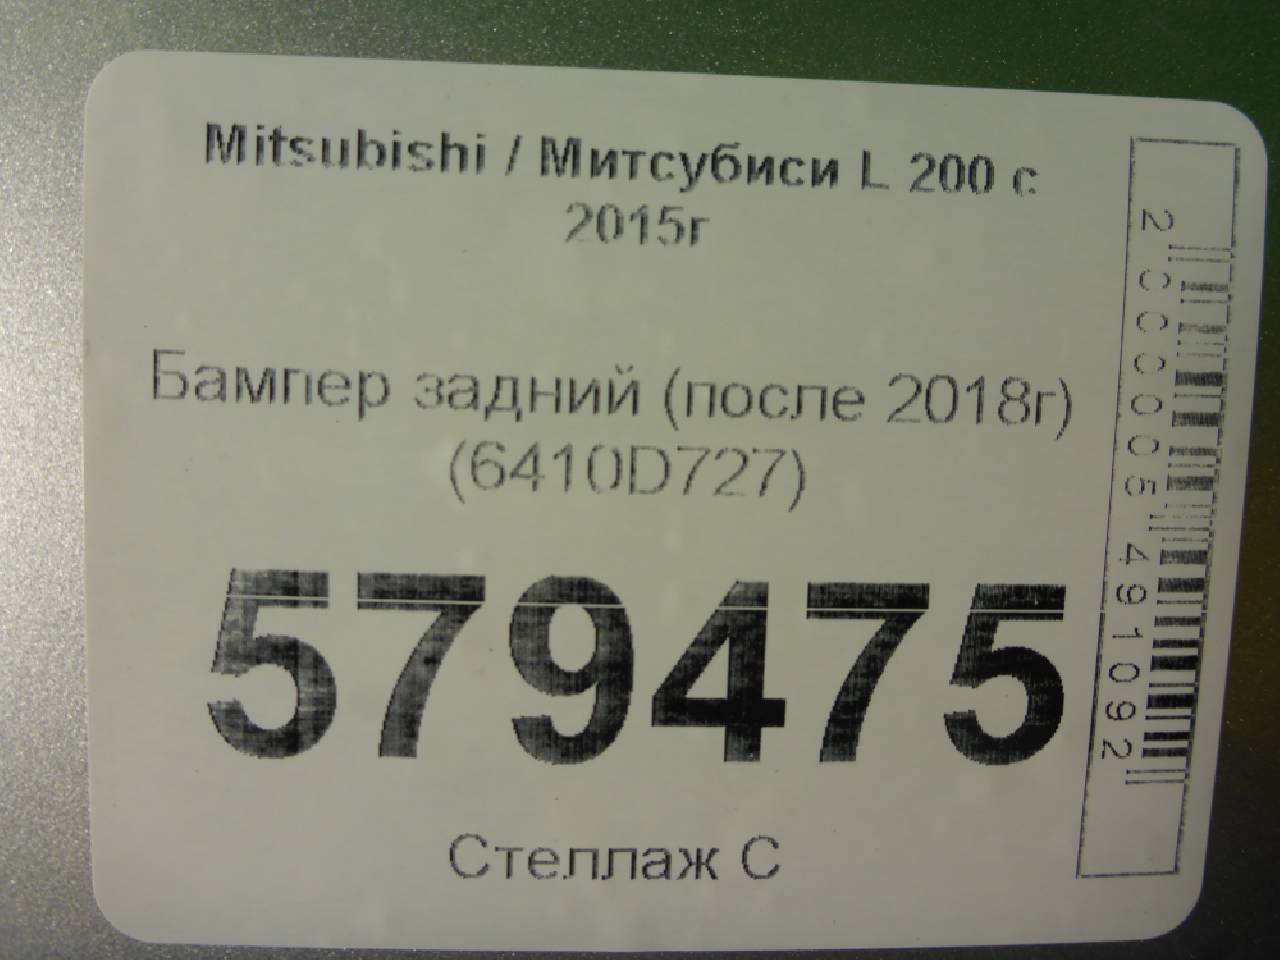 Mitsubishi / Митсубиси L 200 с
2015г
Бампер задний (после 2018г)
(6410D727)
579475
Стеллаж С
2000005491092